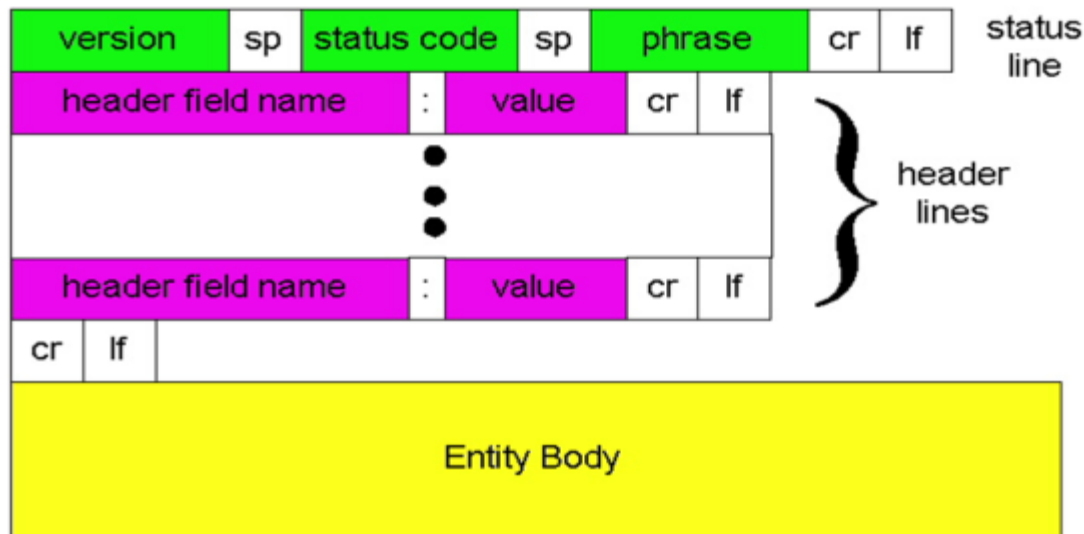 version sp status code sp phrase cr lf status line
header field name : value cr lf
header lines
header field name : value cr lf
cr lf
Entity Body